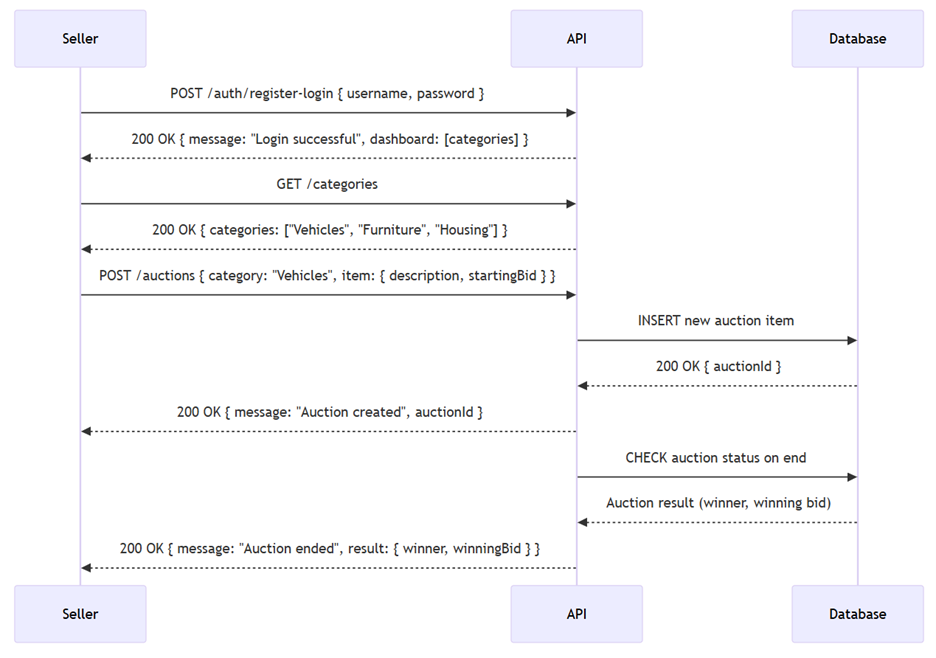 Seller
API
Database
POST /auth/register-login { username, password }
200 OK { message: "Login successful", dashboard: [categories] }
GET /categories
200 OK { categories: ["Vehicles", "Furniture", "Housing"] }
POST /auctions { category: "Vehicles", item: { description, startingBid } }
INSERT new auction item
200 OK { auctionId }
200 OK { message: "Auction created", auctionId }
CHECK auction status on end
Auction result (winner, winning bid)
200 OK { message: "Auction ended", result: { winner, winningBid } }
Seller
API
Database